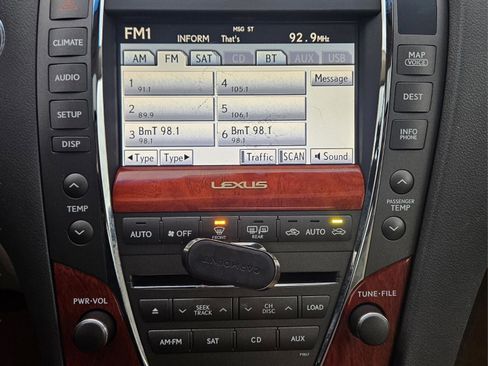 FM1
MSG ST
INFORM That's 92.9MHz
AM FM SAT CD BT AUX USB
1 91.1
4 105.1
Message
2 89.9
5 106.1
3 BmT 98.1
98.1
6 BmT 98.1
98.1
◀Type Type▶ Traffic SCAN Sound
CLIMATE
AUDIO
SETUP
DISP
TEMP
MAP
VOICE
DEST
INFO
PHONE
PASSENGER
TEMP
LEXUS
AUTO OFF FRONT REAR AUTO
PWR•VOL
TUNE•FILE
SEEK
TRACK
CH
DISC
LOAD
AM•FM SAT CD AUX